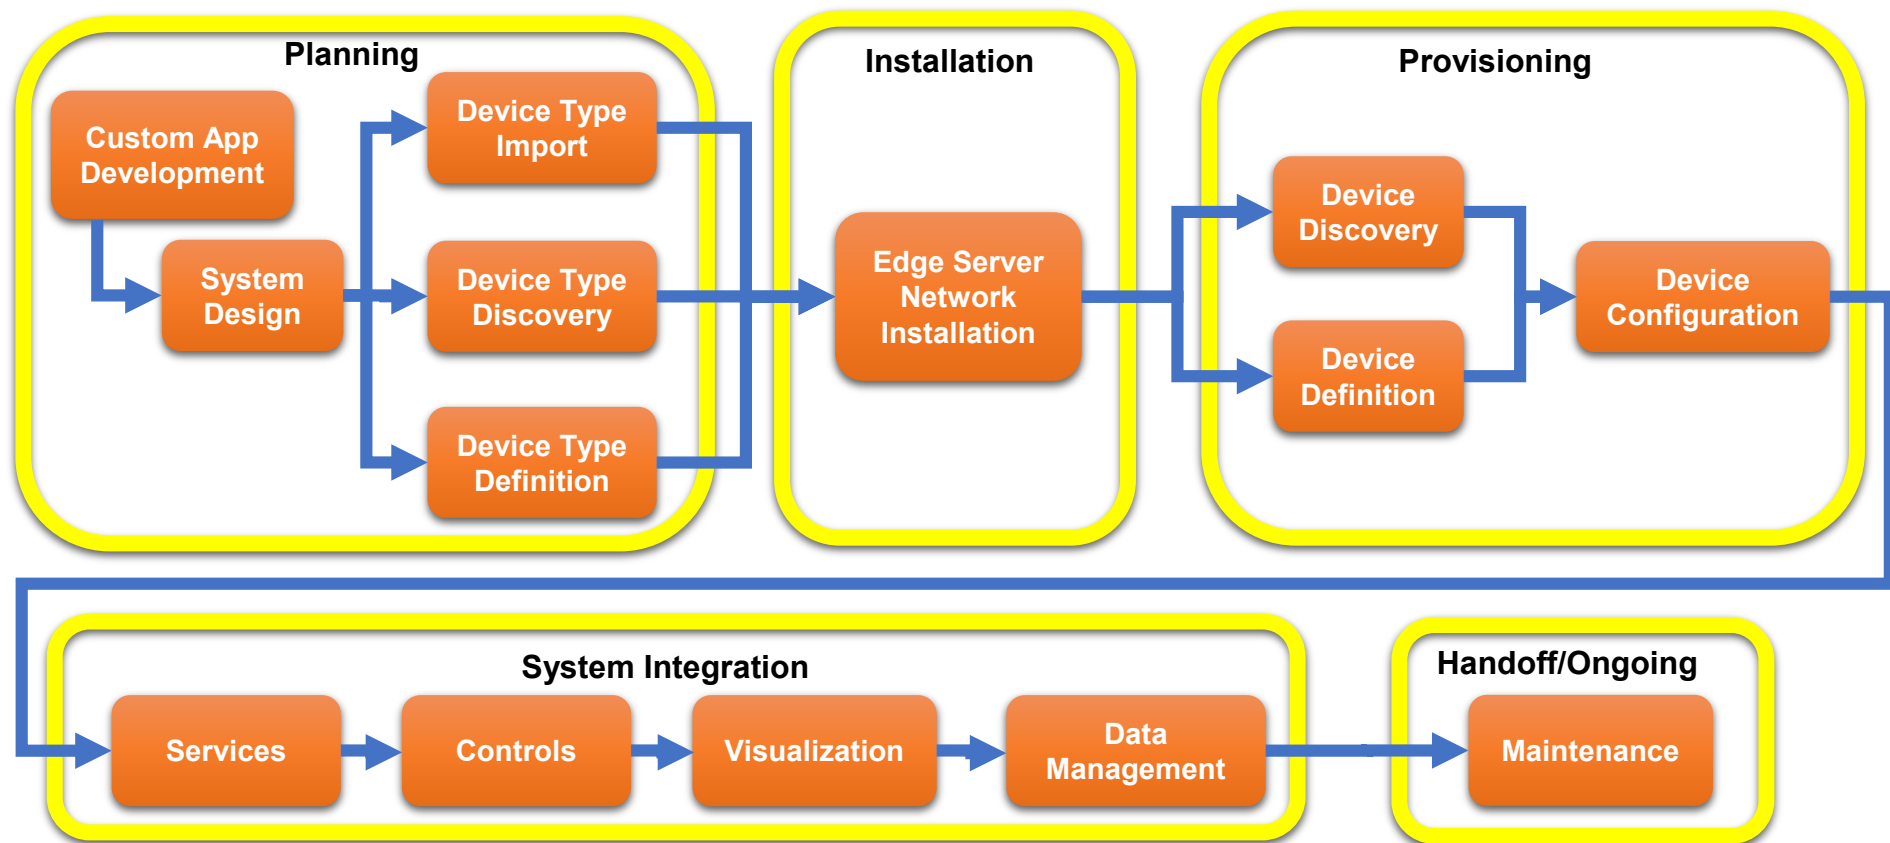 Planning
Custom App
Development
System
Design
Device Type
Import
Device Type
Discovery
Device Type
Definition
Installation
Edge Server
Network
Installation
Provisioning
Device
Discovery
Device
Definition
Device
Configuration
System Integration
Services
Controls
Visualization
Data
Management
Handoff/Ongoing
Maintenance